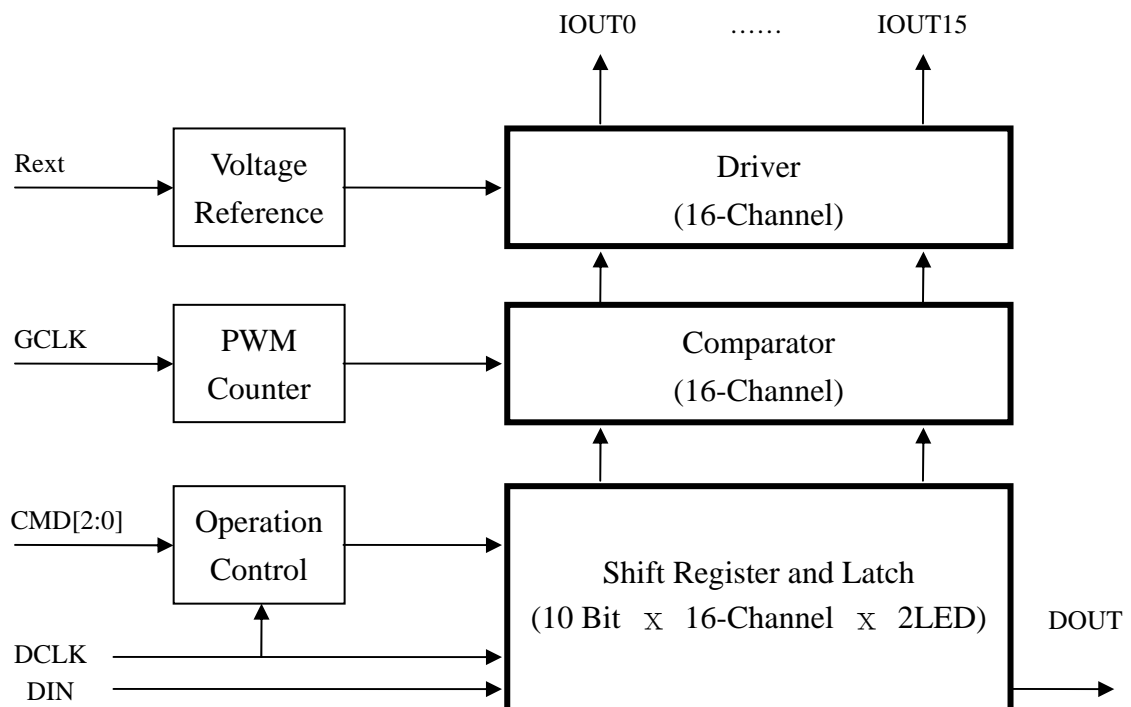 IOUT0 …… IOUT15
Rext
Voltage
Reference
Driver
(16-Channel)
GCLK
PWM
Counter
Comparator
(16-Channel)
CMD[2:0]
Operation
Control
Shift Register and Latch
(10 Bit x 16-Channel x 2LED)
DOUT
DCLK
DIN